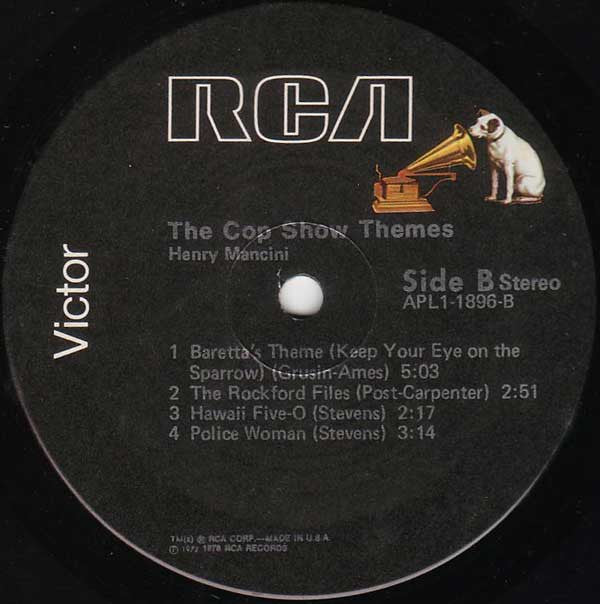 RCA
Victor
The Cop Show Themes
Henry Mancini
Side B Stereo
APL1-1896-B
1 Baretta's Theme (Keep Your Eye on the
Sparrow) (Grusin-Ames) 5:03
2 The Rockford Files (Post-Carpenter) 2:51
3 Hawaii Five-O (Stevens) 2:17
4 Police Woman (Stevens) 3:14
TM(s) ® RCA CORP.—MADE IN U.S.A.
RCA RECORDS